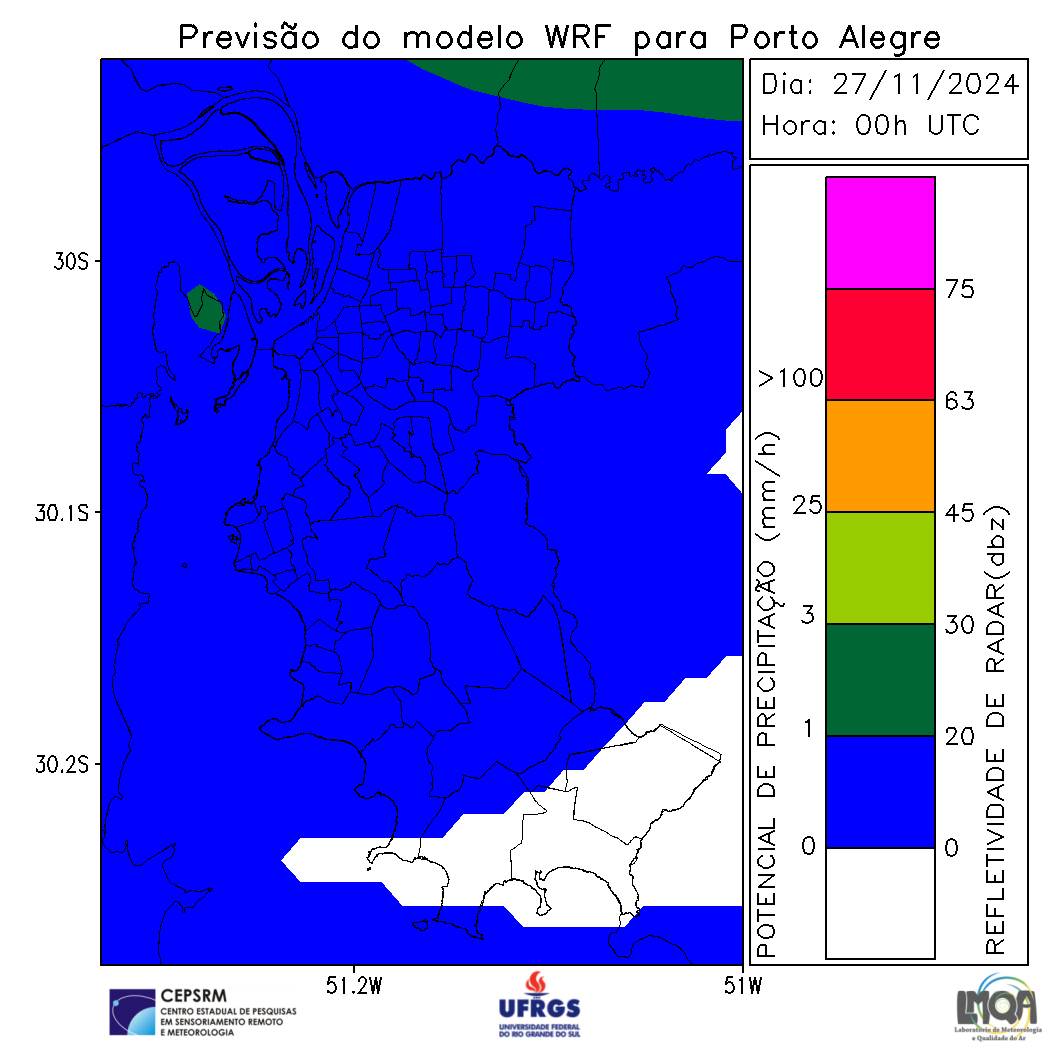 Previsão do modelo WRF para Porto Alegre
Dia: 27/11/2024
Hora: 00h UTC
30S
30.1S
30.2S
51.2W
51W
POTENCIAL DE PRECIPITAÇÃO (mm/h)
>100
25
3
1
0
75
63
45
30
20
0
REFLETIVIDADE DE RADAR(dbz)
CEPSRM
CENTRO ESTADUAL DE PESQUISAS
EM SENSORIAMENTO REMOTO
E METEOROLOGIA
UFRGS
UNIVERSIDADE FEDERAL
DO RIO GRANDE DO SUL
LMQA
Laboratório de Meteorologia
e Qualidade do Ar